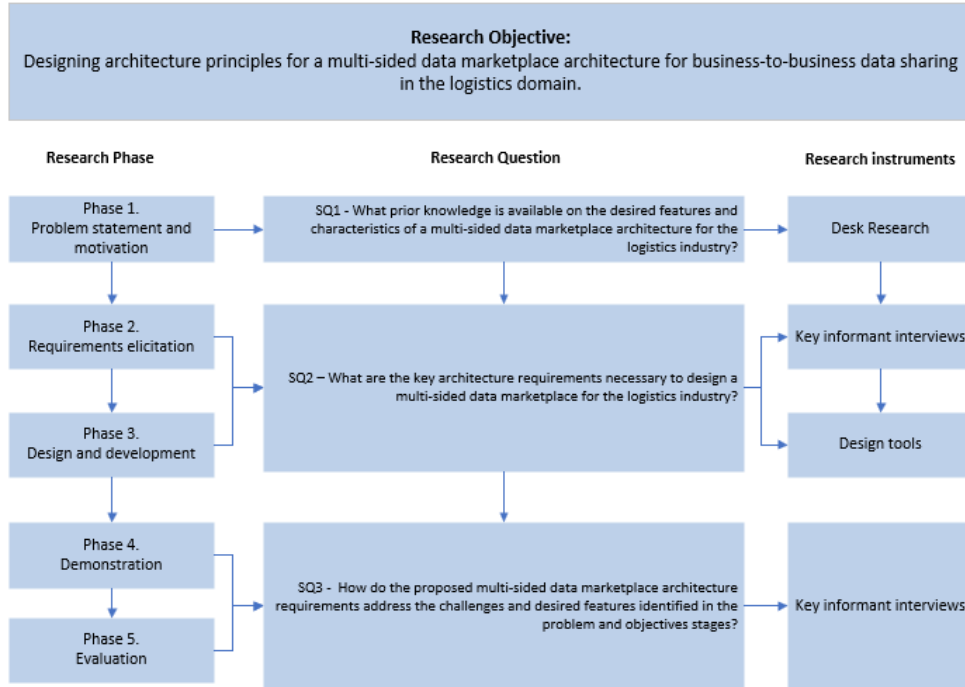 Research Objective:
Designing architecture principles for a multi-sided data marketplace architecture for business-to-business data sharing
in the logistics domain.
Research Phase
Research Question
Research instruments
Phase 1.
Problem statement and
motivation
SQ1 - What prior knowledge is available on the desired features and
characteristics of a multi-sided data marketplace architecture for the
logistics industry?
Desk Research
Phase 2.
Requirements elicitation
Phase 3.
Design and development
SQ2 – What are the key architecture requirements necessary to design a
multi-sided data marketplace for the logistics industry?
Key informant interviews
Design tools
Phase 4.
Demonstration
Phase 5.
Evaluation
SQ3 - How do the proposed multi-sided data marketplace architecture
requirements address the challenges and desired features identified in the
problem and objectives stages?
Key informant interviews